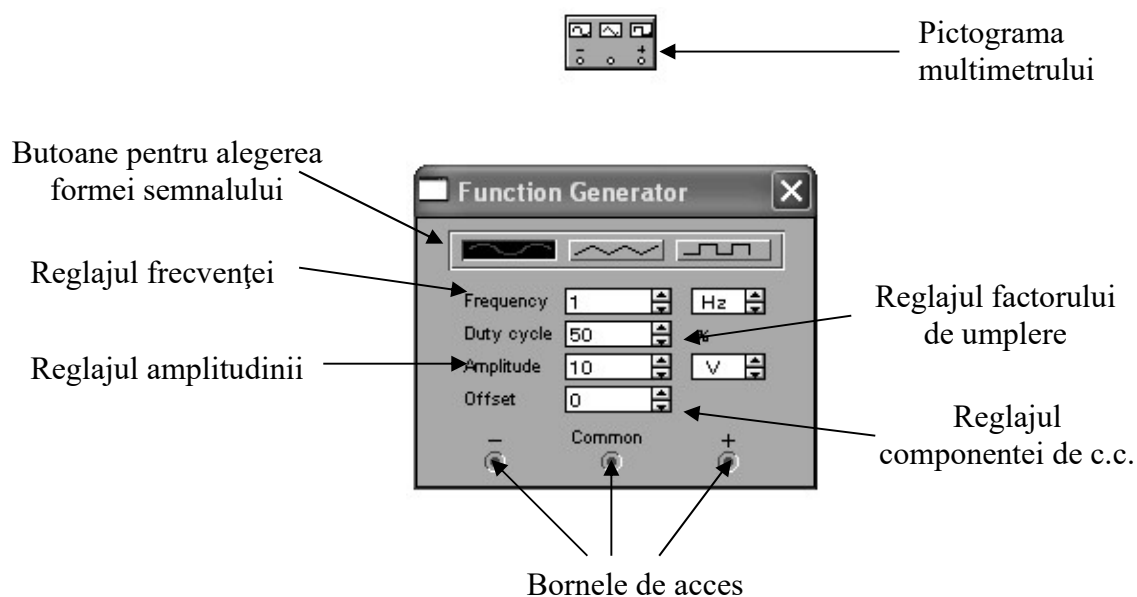 Pictograma
multimetrului
- +
Butoane pentru alegerea
formei semnalului
Function Generator
Reglajul frecvenţei
Frequency 1 Hz
Reglajul factorului
de umplere
Duty cycle 50 %
Reglajul amplitudinii
Amplitude 10 V
Offset 0
Reglajul
componentei de c.c.
- Common +
Bornele de acces